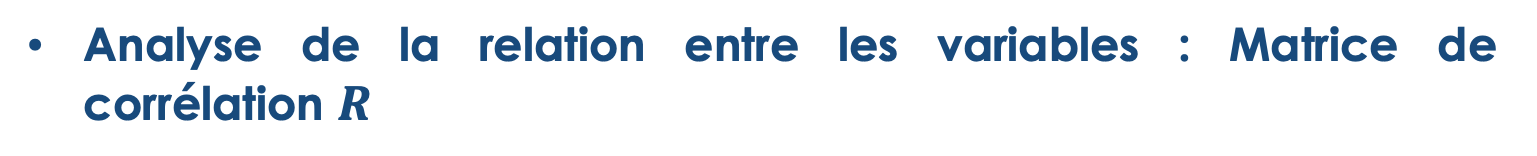 • Analyse de la relation entre les variables : Matrice de
corrélation R